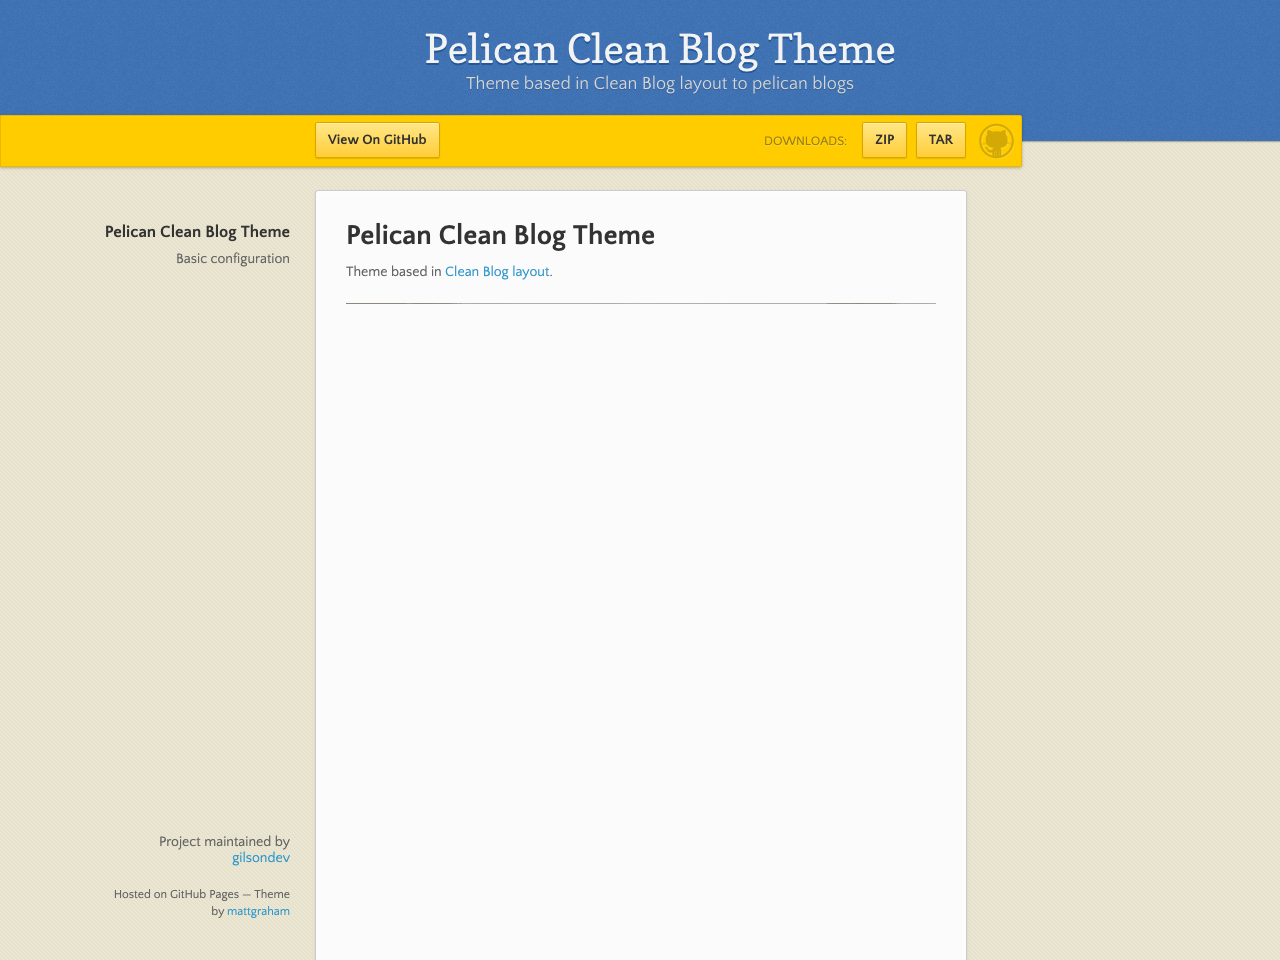 Pelican Clean Blog Theme
Theme based in Clean Blog layout to pelican blogs
View On GitHub
DOWNLOADS:
ZIP
TAR
Pelican Clean Blog Theme
Basic configuration
Pelican Clean Blog Theme
Theme based in Clean Blog layout.
Project maintained by
gilsondev
Hosted on GitHub Pages — Theme
by mattgraham